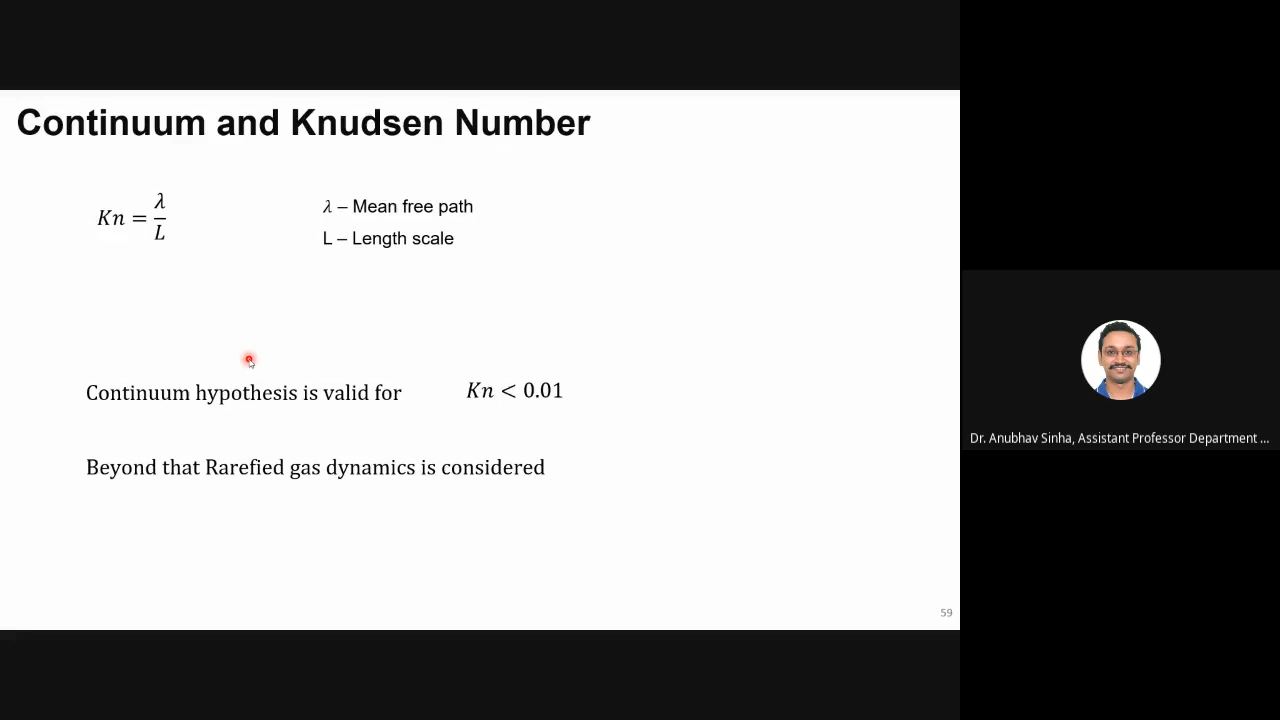 Continuum and Knudsen Number
Kn = λ/L
λ – Mean free path
L – Length scale
Continuum hypothesis is valid for Kn < 0.01
Beyond that Rarefied gas dynamics is considered
59
Dr. Anubhav Sinha, Assistant Professor Department ...